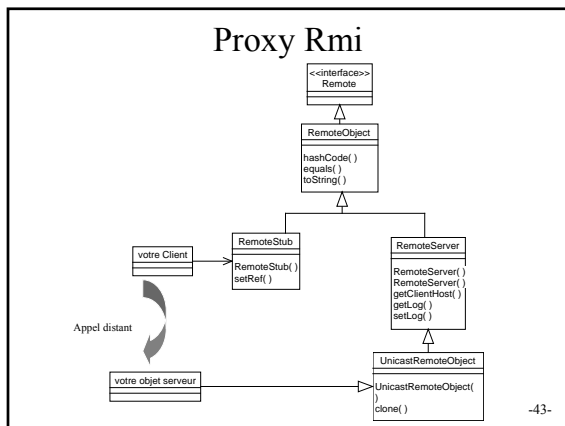 Proxy Rmi
<<interface>>
Remote
RemoteObject
hashCode( )
equals( )
toString( )
RemoteStub
RemoteStub( )
setRef( )
votre Client
RemoteServer
RemoteServer( )
RemoteServer( )
getClientHost( )
getLog( )
setLog( )
Appel distant
votre objet serveur
UnicastRemoteObject
UnicastRemoteObject(
)
clone( )
-43-